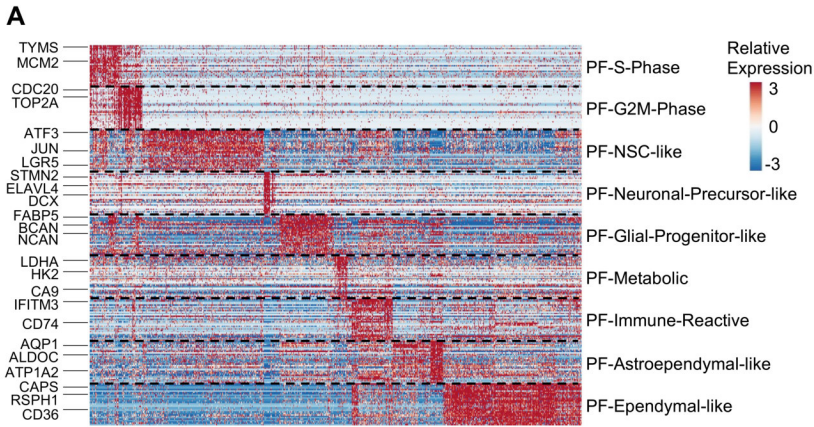 A
TYMS
MCM2
CDC20
TOP2A
ATF3
JUN
LGR5
STMN2
ELAVL4
DCX
FABP5
BCAN
NCAN
LDHA
HK2
CA9
IFITM3
CD74
AQP1
ALDOC
ATP1A2
CAPS
RSPH1
CD36
PF-S-Phase
PF-G2M-Phase
PF-NSC-like
PF-Neuronal-Precursor-like
PF-Glial-Progenitor-like
PF-Metabolic
PF-Immune-Reactive
PF-Astroependymal-like
PF-Ependymal-like
Relative
Expression
3
0
-3